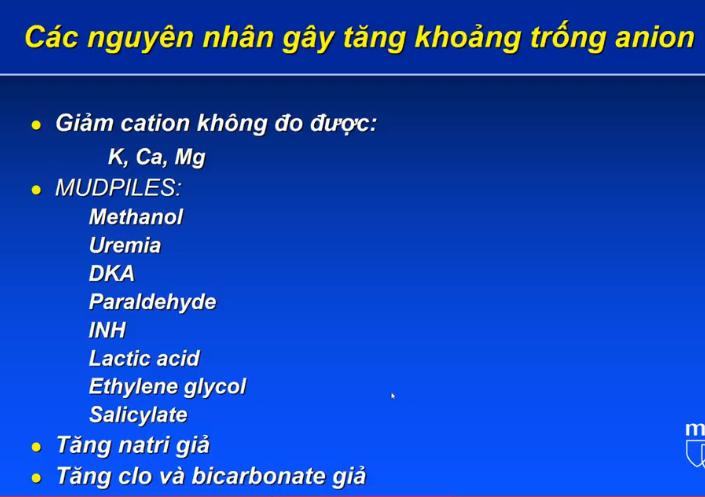 Các nguyên nhân gây tăng khoảng trống anion
Giảm cation không đo được:
K, Ca, Mg
MUDPILES:
Methanol
Uremia
DKA
Paraldehyde
INH
Lactic acid
Ethylene glycol
Salicylate
Tăng natri giả
Tăng clo và bicarbonate giả